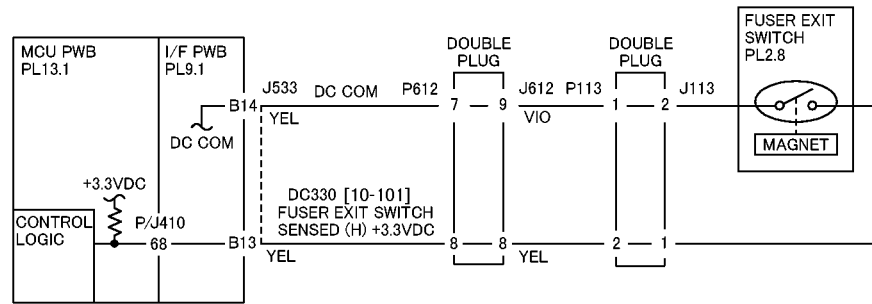 FUSER EXIT
SWITCH
PL2.8
MCU PWB
PL13.1
I/F PWB
PL9.1
DOUBLE
PLUG
DOUBLE
PLUG
J533 DC COM P612 J612 P113 J113
B14 7 9 1 2
YEL VIO
DC COM
MAGNET
+3.3VDC
DC330 [10-101]
FUSER EXIT SWITCH
SENSED (H) +3.3VDC
CONTROL
LOGIC
P/J410
68 B13 8 8 2 1
YEL YEL